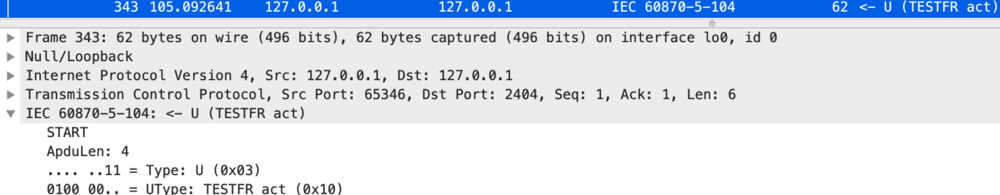 343 105.092641 127.0.0.1 127.0.0.1 IEC 60870-5-104 62 <- U (TESTFR act)
Frame 343: 62 bytes on wire (496 bits), 62 bytes captured (496 bits) on interface lo0, id 0
Null/Loopback
Internet Protocol Version 4, Src: 127.0.0.1, Dst: 127.0.0.1
Transmission Control Protocol, Src Port: 65346, Dst Port: 2404, Seq: 1, Ack: 1, Len: 6
IEC 60870-5-104: <- U (TESTFR act)
START
ApduLen: 4
.... ..11 = Type: U (0x03)
0100 00.. = UType: TESTFR act (0x10)